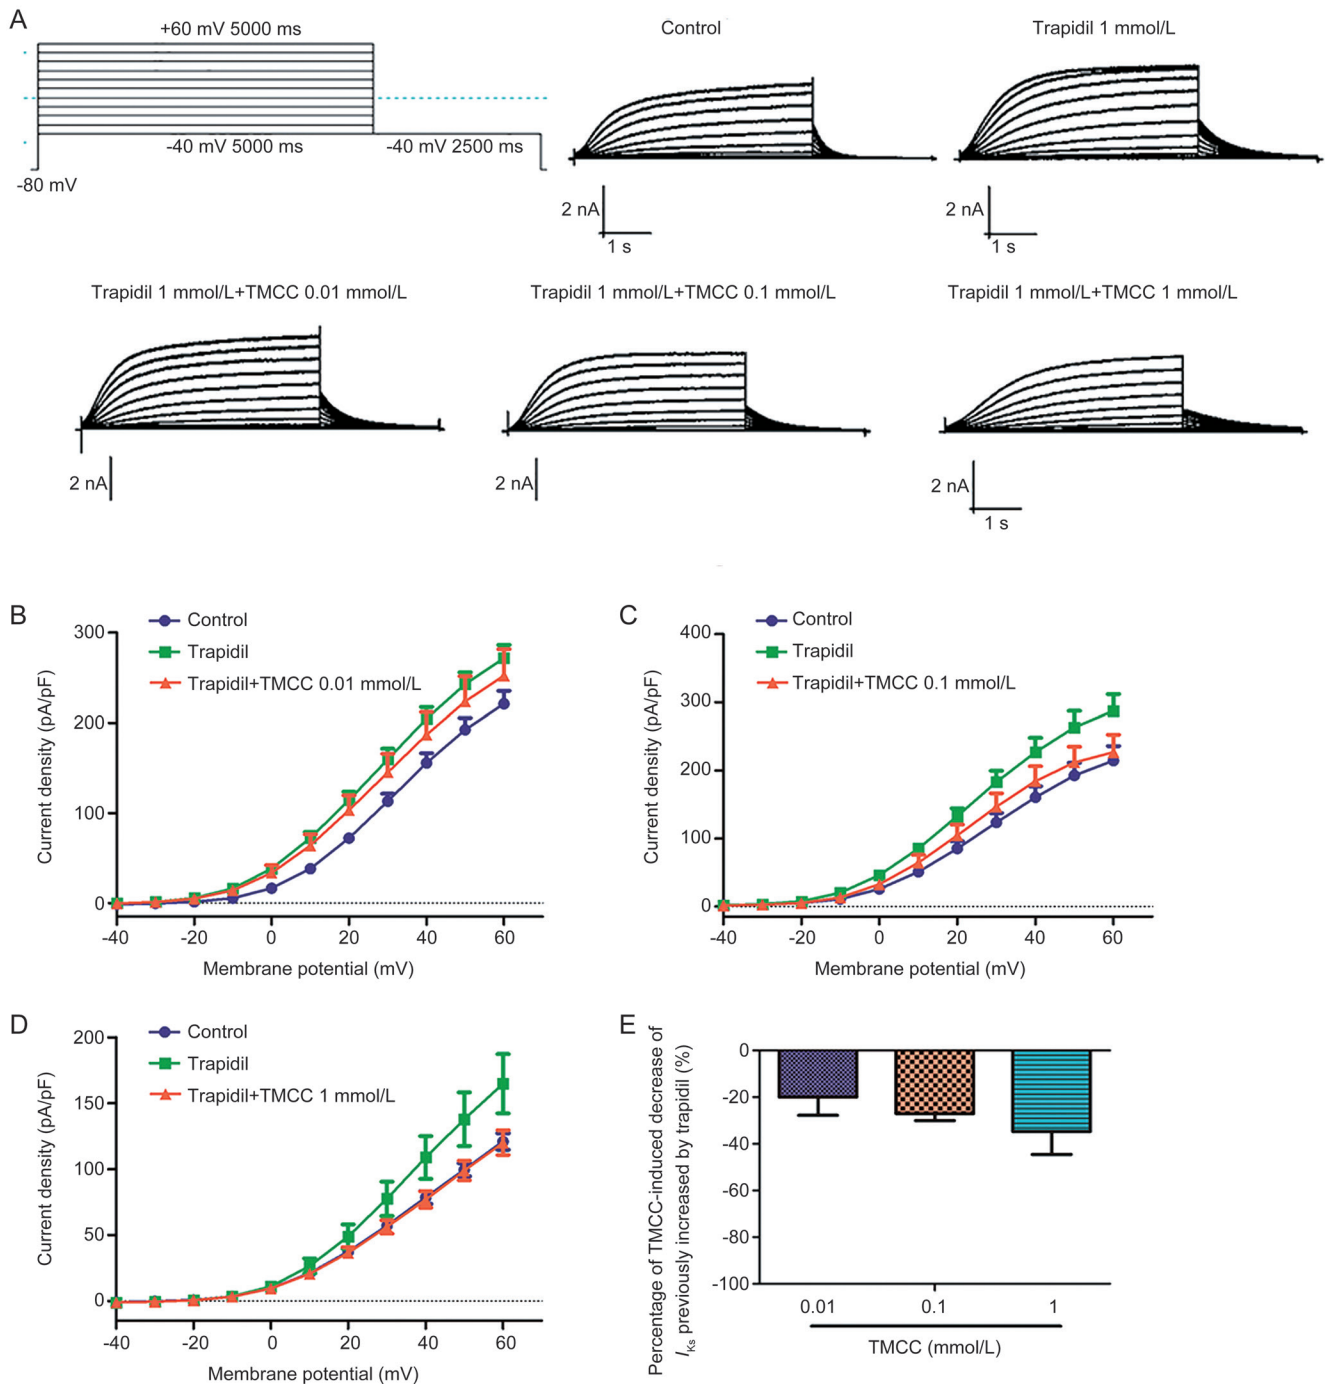 A
+60 mV 5000 ms
-40 mV 5000 ms
-40 mV 2500 ms
-80 mV
Control
2 nA
1 s
Trapidil 1 mmol/L
2 nA
1 s
Trapidil 1 mmol/L+TMCC 0.01 mmol/L
2 nA
Trapidil 1 mmol/L+TMCC 0.1 mmol/L
2 nA
Trapidil 1 mmol/L+TMCC 1 mmol/L
2 nA
1 s
B
Control
Trapidil
Trapidil+TMCC 0.01 mmol/L
Current density (pA/pF)
300
200
100
0
-40 -20 0 20 40 60
Membrane potential (mV)
C
Control
Trapidil
Trapidil+TMCC 0.1 mmol/L
Current density (pA/pF)
400
300
200
100
0
-40 -20 0 20 40 60
Membrane potential (mV)
D
Control
Trapidil
Trapidil+TMCC 1 mmol/L
Current density (pA/pF)
200
150
100
50
0
-40 -20 0 20 40 60
Membrane potential (mV)
E
Percentage of TMCC-induced decrease of
IKs previously increased by trapidil (%)
0
-20
-40
-60
-80
-100
0.01 0.1 1
TMCC (mmol/L)